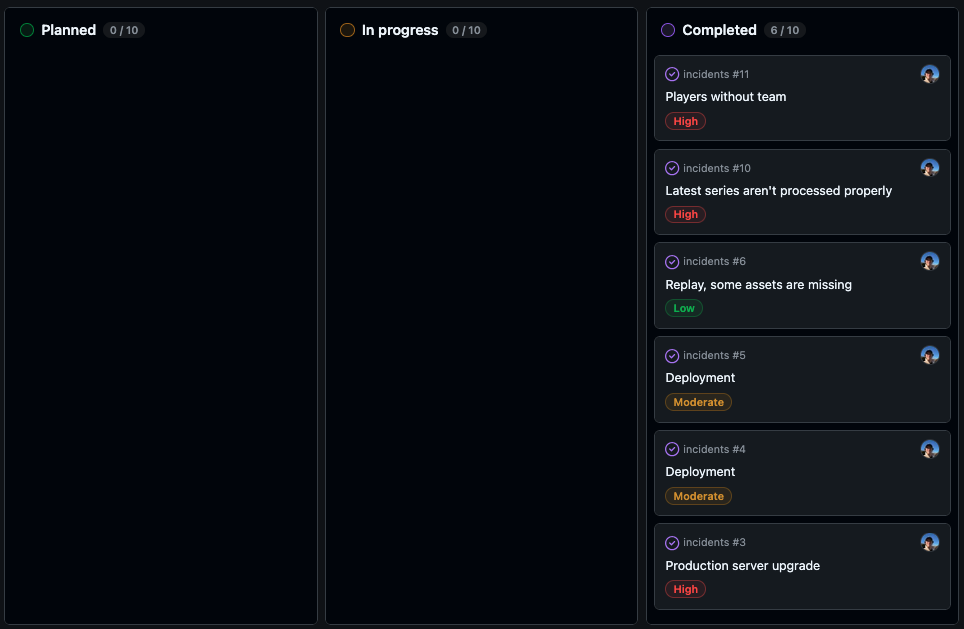 Planned 0 / 10
In progress 0 / 10
Completed 6 / 10
incidents #11
Players without team
High
incidents #10
Latest series aren't processed properly
High
incidents #6
Replay, some assets are missing
Low
incidents #5
Deployment
Moderate
incidents #4
Deployment
Moderate
incidents #3
Production server upgrade
High